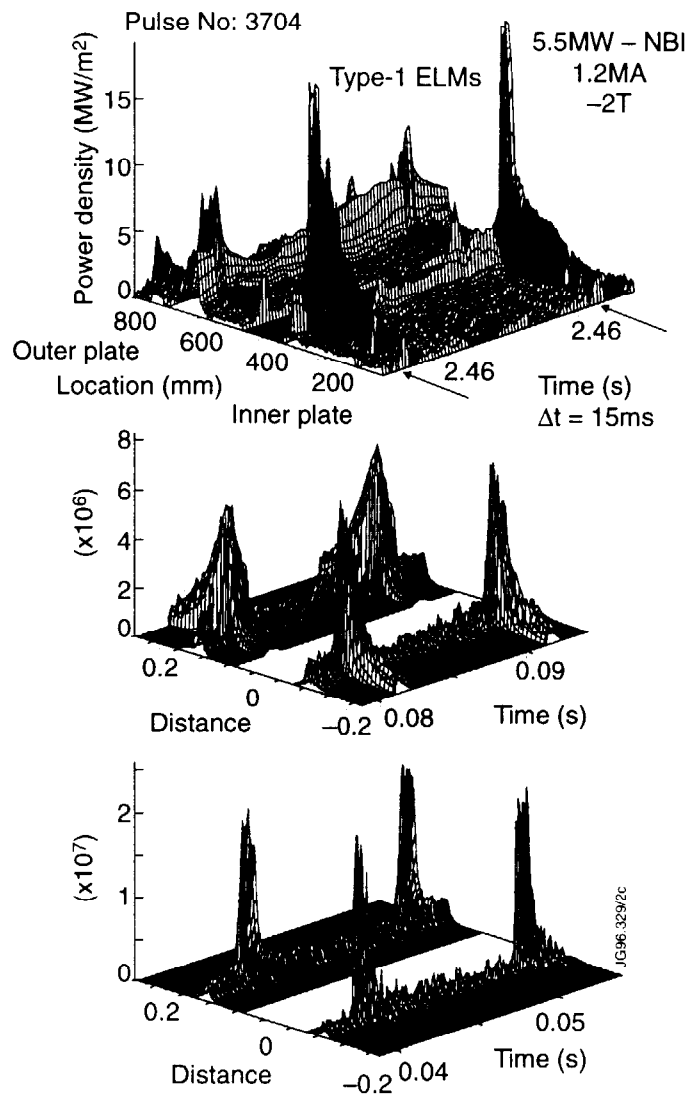 Pulse No: 3704
5.5MW – NBI
1.2MA
–2T
Type-1 ELMs
Power density (MW/m²)
15
10
5
0
800
600
400
200
Outer plate
Location (mm)
Inner plate
2.46
2.46
Time (s)
Δt = 15ms
(x10⁶)
8
6
4
2
0
0.2
0
–0.2
Distance
0.08
0.09
Time (s)
(x10⁷)
2
1
0
0.2
0
–0.2
Distance
0.04
0.05
Time (s)
JG96.329/2c